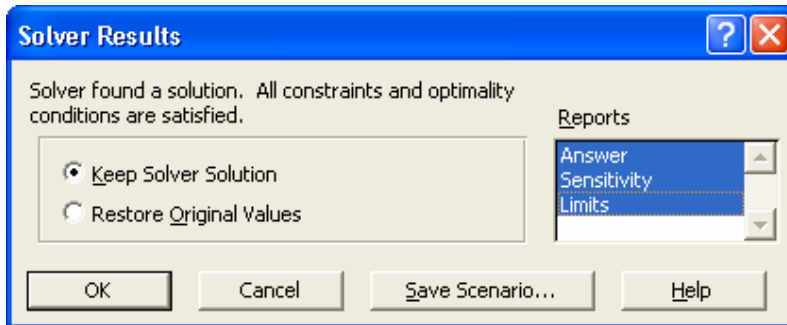 Solver Results
Solver found a solution. All constraints and optimality
conditions are satisfied.
Reports
Keep Solver Solution
Restore Original Values
Answer
Sensitivity
Limits
OK
Cancel
Save Scenario...
Help